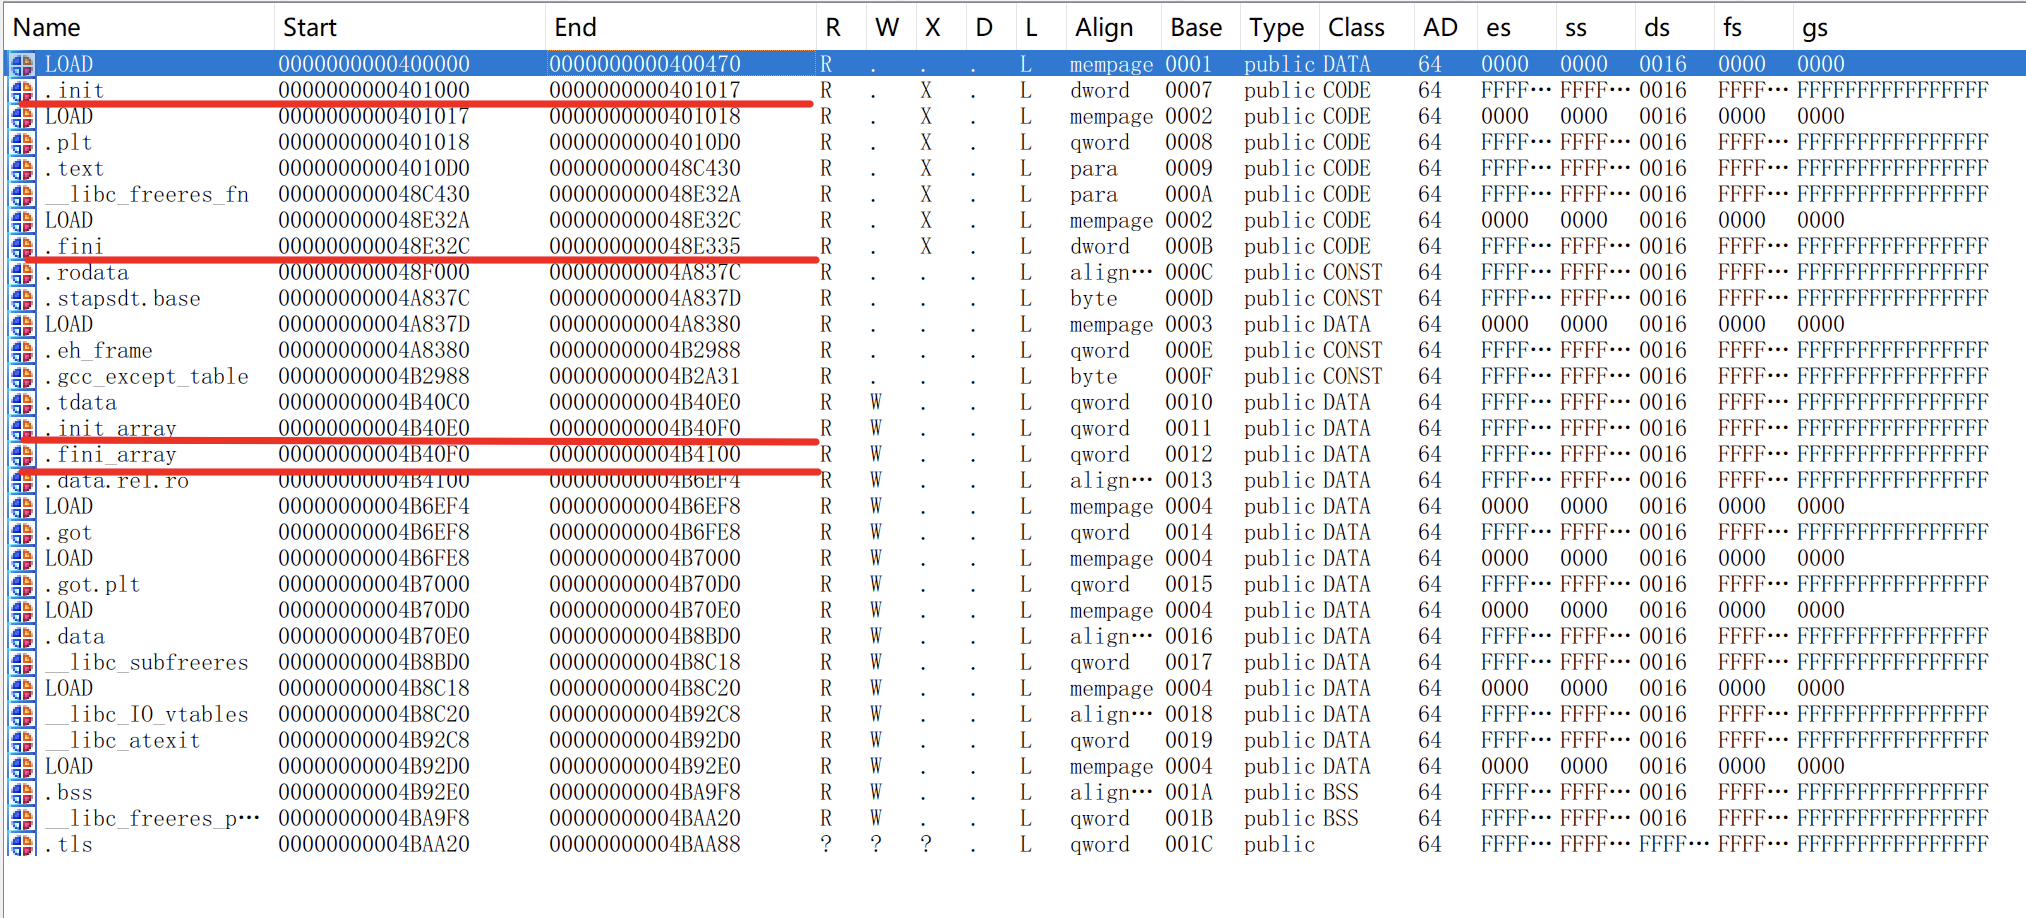 Name Start End R W X D L Align Base Type Class AD es ss ds fs gs
LOAD 0000000000400000 0000000000400470 R . . . L mempage 0001 public DATA 64 0000 0000 0016 0000 0000
.init 0000000000401000 0000000000401017 R . X . L dword 0007 public CODE 64 FFFF… FFFF… 0016 FFFF… FFFFFFFFFFFFFFFF
LOAD 0000000000401017 0000000000401018 R . X . L mempage 0002 public CODE 64 0000 0000 0016 0000 0000
.plt 0000000000401018 00000000004010D0 R . X . L qword 0008 public CODE 64 FFFF… FFFF… 0016 FFFF… FFFFFFFFFFFFFFFF
.text 00000000004010D0 000000000048C430 R . X . L para 0009 public CODE 64 FFFF… FFFF… 0016 FFFF… FFFFFFFFFFFFFFFF
__libc_freeres_fn 000000000048C430 000000000048E32A R . X . L para 000A public CODE 64 FFFF… FFFF… 0016 FFFF… FFFFFFFFFFFFFFFF
LOAD 000000000048E32A 000000000048E32C R . X . L mempage 0002 public CODE 64 0000 0000 0016 0000 0000
.fini 000000000048E32C 000000000048E335 R . X . L dword 000B public CODE 64 FFFF… FFFF… 0016 FFFF… FFFFFFFFFFFFFFFF
.rodata 000000000048F000 00000000004A837C R . . . L align… 000C public CONST 64 FFFF… FFFF… 0016 FFFF… FFFFFFFFFFFFFFFF
.stapsdt.base 00000000004A837C 00000000004A837D R . . . L byte 000D public CONST 64 FFFF… FFFF… 0016 FFFF… FFFFFFFFFFFFFFFF
LOAD 00000000004A837D 00000000004A8380 R . . . L mempage 0003 public DATA 64 0000 0000 0016 0000 0000
.eh_frame 00000000004A8380 00000000004B2988 R . . . L qword 000E public CONST 64 FFFF… FFFF… 0016 FFFF… FFFFFFFFFFFFFFFF
.gcc_except_table 00000000004B2988 00000000004B2A31 R . . . L byte 000F public CONST 64 FFFF… FFFF… 0016 FFFF… FFFFFFFFFFFFFFFF
.tdata 00000000004B40C0 00000000004B40E0 R W . . L qword 0010 public DATA 64 FFFF… FFFF… 0016 FFFF… FFFFFFFFFFFFFFFF
.init_array 00000000004B40E0 00000000004B40F0 R W . . L qword 0011 public DATA 64 FFFF… FFFF… 0016 FFFF… FFFFFFFFFFFFFFFF
.fini_array 00000000004B40F0 00000000004B4100 R W . . L qword 0012 public DATA 64 FFFF… FFFF… 0016 FFFF… FFFFFFFFFFFFFFFF
.data.rel.ro 00000000004B4100 00000000004B6EF4 R W . . L align… 0013 public DATA 64 FFFF… FFFF… 0016 FFFF… FFFFFFFFFFFFFFFF
LOAD 00000000004B6EF4 00000000004B6EF8 R W . . L mempage 0004 public DATA 64 0000 0000 0016 0000 0000
.got 00000000004B6EF8 00000000004B6FE8 R W . . L qword 0014 public DATA 64 FFFF… FFFF… 0016 FFFF… FFFFFFFFFFFFFFFF
LOAD 00000000004B6FE8 00000000004B7000 R W . . L mempage 0004 public DATA 64 0000 0000 0016 0000 0000
.got.plt 00000000004B7000 00000000004B70D0 R W . . L qword 0015 public DATA 64 FFFF… FFFF… 0016 FFFF… FFFFFFFFFFFFFFFF
LOAD 00000000004B70D0 00000000004B70E0 R W . . L mempage 0004 public DATA 64 0000 0000 0016 0000 0000
.data 00000000004B70E0 00000000004B8BD0 R W . . L align… 0016 public DATA 64 FFFF… FFFF… 0016 FFFF… FFFFFFFFFFFFFFFF
__libc_subfreeres 00000000004B8BD0 00000000004B8C18 R W . . L qword 0017 public DATA 64 FFFF… FFFF… 0016 FFFF… FFFFFFFFFFFFFFFF
LOAD 00000000004B8C18 00000000004B8C20 R W . . L mempage 0004 public DATA 64 0000 0000 0016 0000 0000
__libc_IO_vtables 00000000004B8C20 00000000004B92C8 R W . . L align… 0018 public DATA 64 FFFF… FFFF… 0016 FFFF… FFFFFFFFFFFFFFFF
__libc_atexit 00000000004B92C8 00000000004B92D0 R W . . L qword 0019 public DATA 64 FFFF… FFFF… 0016 FFFF… FFFFFFFFFFFFFFFF
LOAD 00000000004B92D0 00000000004B92E0 R W . . L mempage 0004 public DATA 64 0000 0000 0016 0000 0000
.bss 00000000004B92E0 00000000004BA9F8 R W . . L align… 001A public BSS 64 FFFF… FFFF… 0016 FFFF… FFFFFFFFFFFFFFFF
__libc_freeres_p… 00000000004BA9F8 00000000004BAA20 R W . . L qword 001B public BSS 64 FFFF… FFFF… 0016 FFFF… FFFFFFFFFFFFFFFF
.tls 00000000004BAA20 00000000004BAA88 ? ? ? . L qword 001C public 64 FFFF… FFFF… FFFF… FFFF… FFFFFFFFFFFFFFFF